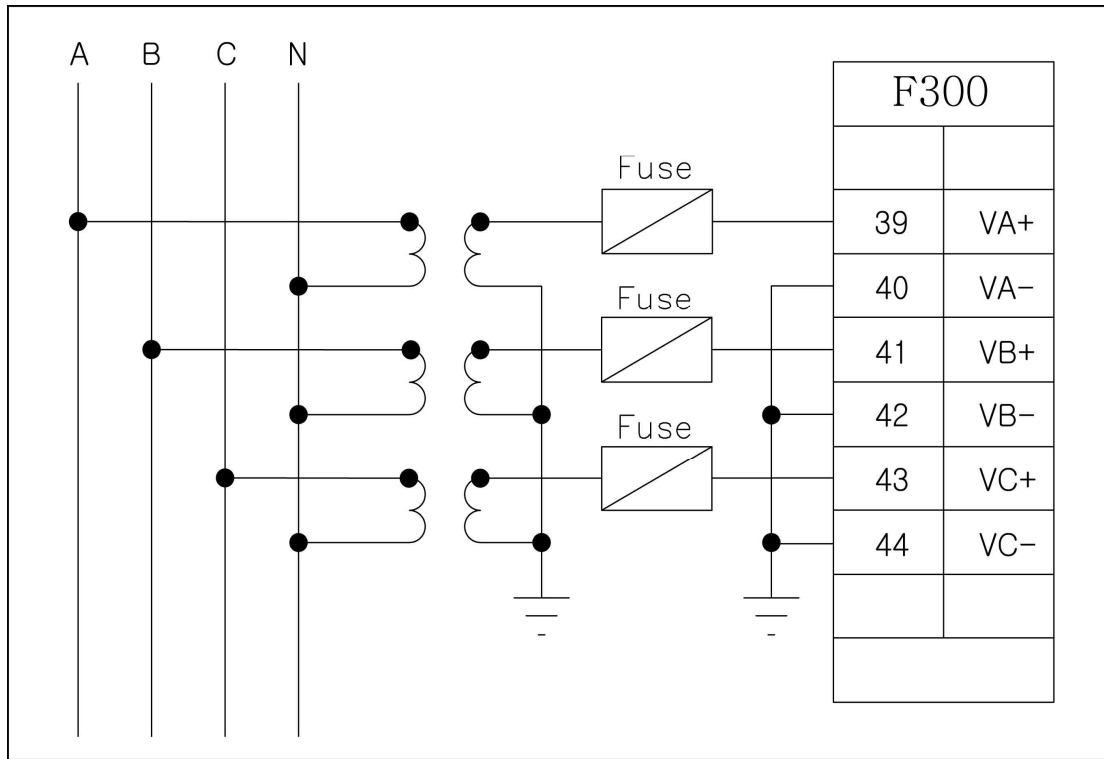 A B C N
F300
Fuse
39 VA+
40 VA-
Fuse
41 VB+
42 VB-
Fuse
43 VC+
44 VC-